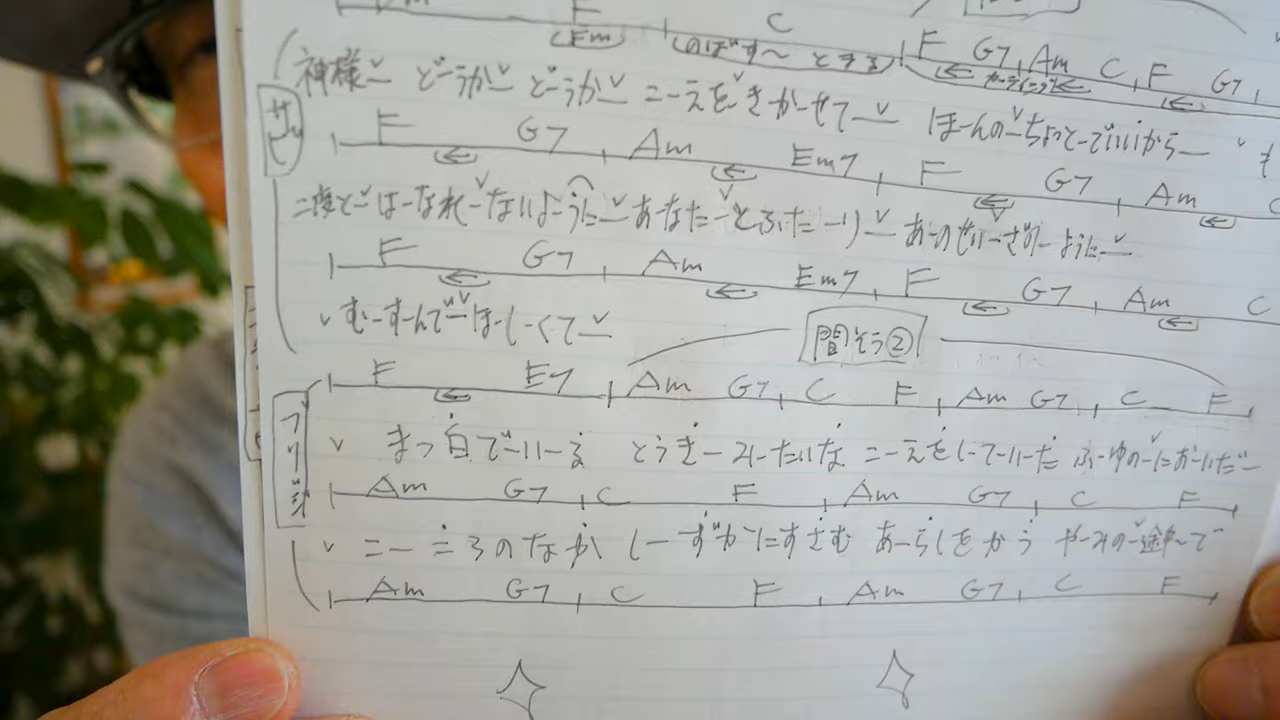 F C F G7 Am C F G7
(Em) のばす〜とする
神様〜 どーうか どーうか こーえを きかーせて ほーんの ちょっとーでいいから も
サビ
F G7 Am Em7 F G7 Am C
二度と はーなれーないよーうに あーなたーとふたーり あーのせいーざのーように
F G7 Am Em7 F G7 Am C
むーすーんで ほーしーくて
間そう②
F E7 Am G7 C F Am G7 C F
ブリッジ
まっ白でーいーる とうきーみーたいな こーえをしーてーいーた ふーゆのーにおーいだー
Am G7 C F Am G7 C F
こーころのなか しーずかにすさむ あーらしをかう やーみの途中で
Am G7 C F Am G7 C F